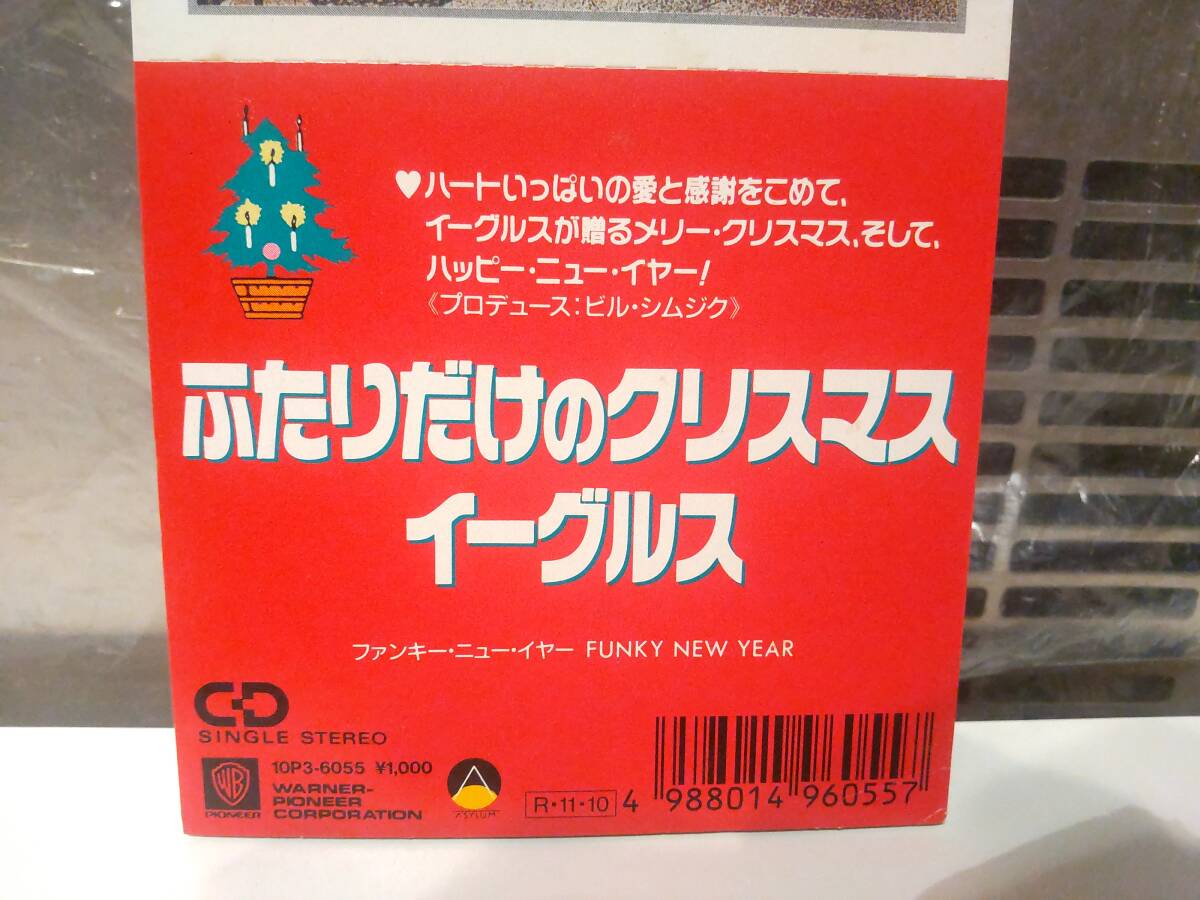 ♥ハートいっぱいの愛と感謝をこめて、
イーグルスが贈るメリー・クリスマス、そして、
ハッピー・ニュー・イヤー!
《プロデュース:ビル・シムジク》
ふたりだけのクリスマス
イーグルス
ファンキー・ニュー・イヤー FUNKY NEW YEAR
CD
SINGLE STEREO
10P3-6055 ¥1,000
WB
PIONEER
WARNER-
PIONEER
CORPORATION
ASYLUM
R・11・10
4 988014 960557